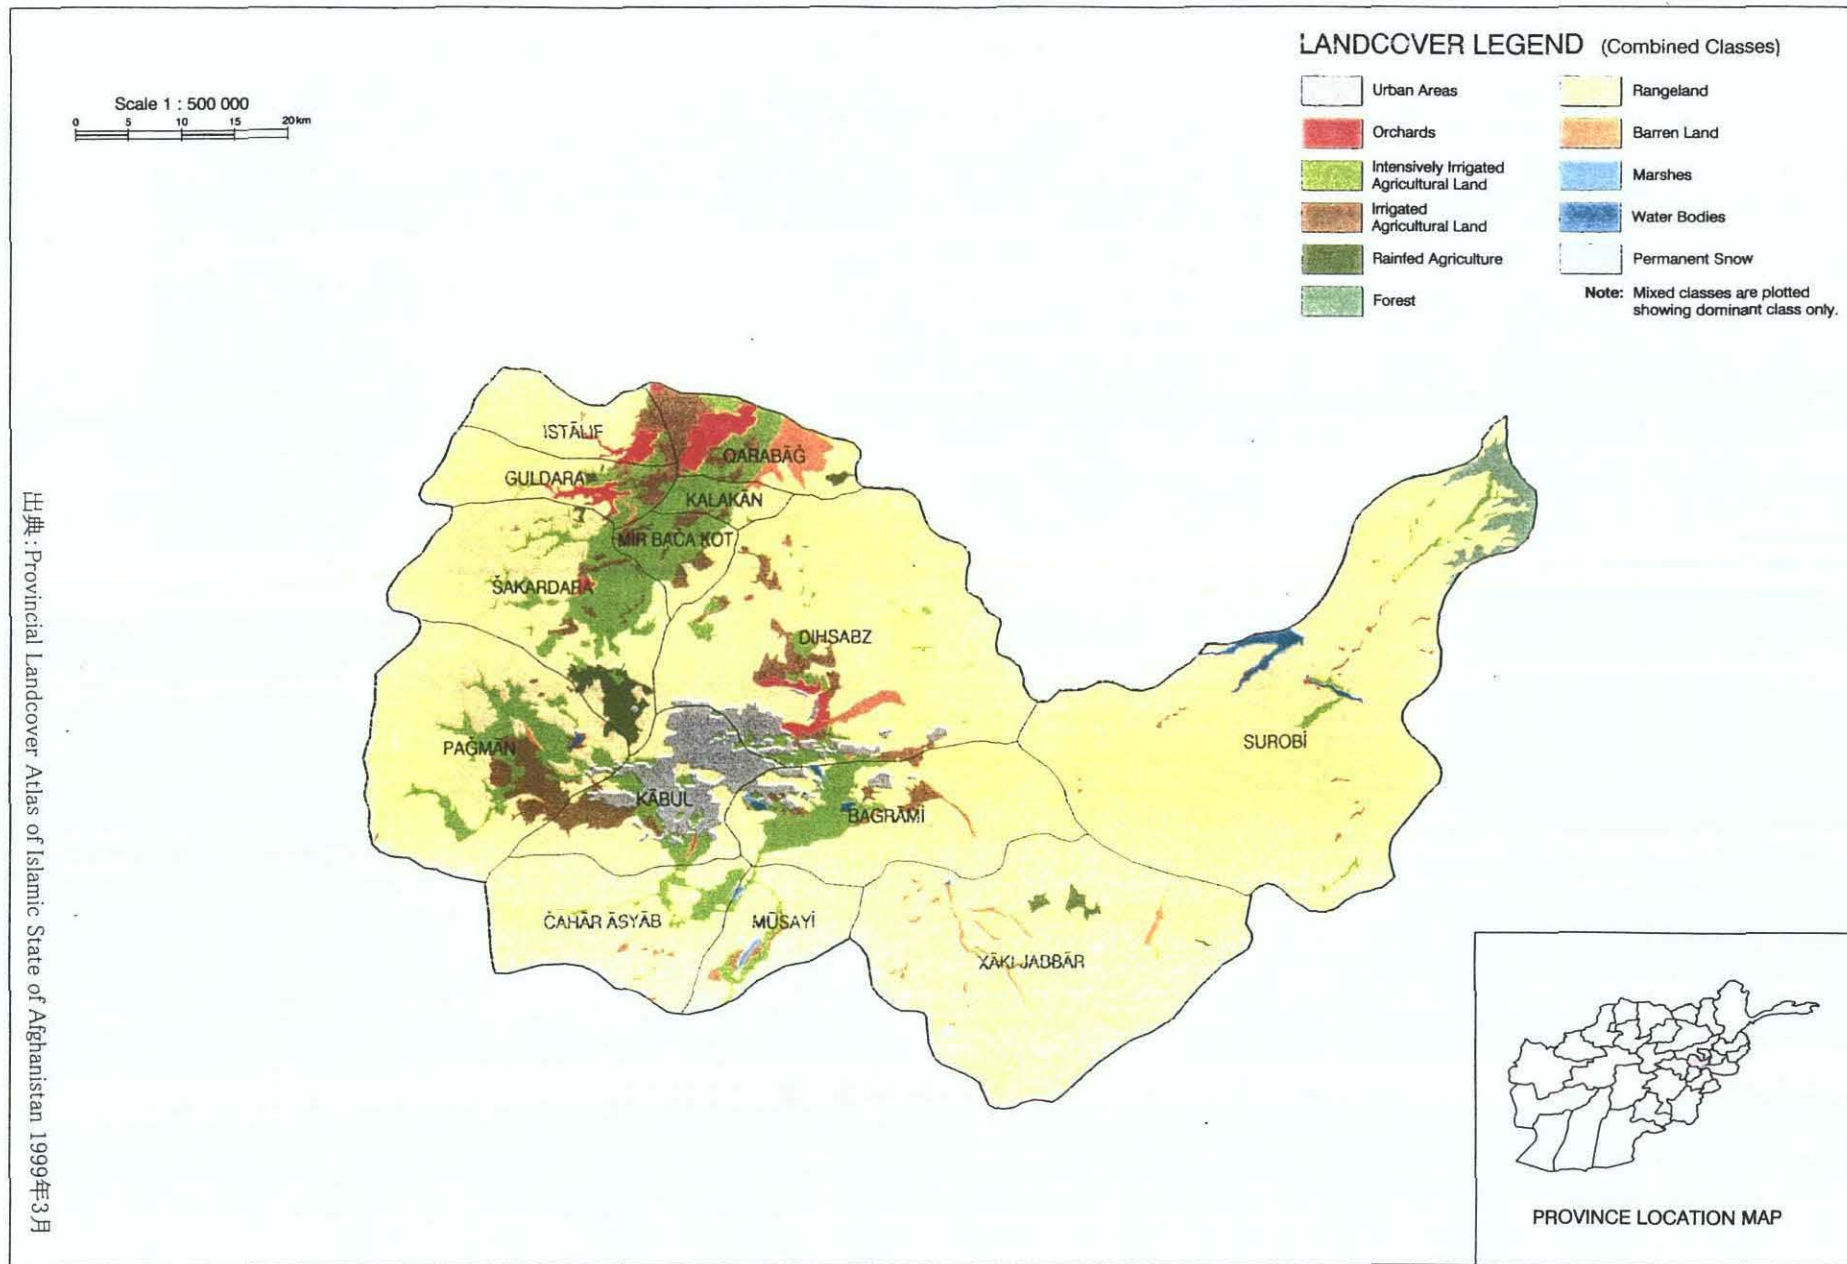 LANDCOVER LEGEND (Combined Classes)
Urban Areas
Orchards
Intensively Irrigated
Agricultural Land
Irrigated
Agricultural Land
Rainfed Agriculture
Forest
Rangeland
Barren Land
Marshes
Water Bodies
Permanent Snow
Note: Mixed classes are plotted
showing dominant class only.
Scale 1 : 500 000
0 5 10 15 20 km
ISTĀLIF
QARABĀĠ
GULDARA
KALAKĀN
MĪR BAČA KOT
ŠAKARDARA
DIHSABZ
PAĠMĀN
SUROBĪ
KĀBUL
BAGRĀMĪ
ČAHĀR ĀSYĀB
MŪSAYĪ
XĀKI JABBĀR
PROVINCE LOCATION MAP
出典：Provincial Landcover Atlas of Islamic State of Afghanistan 1999年3月